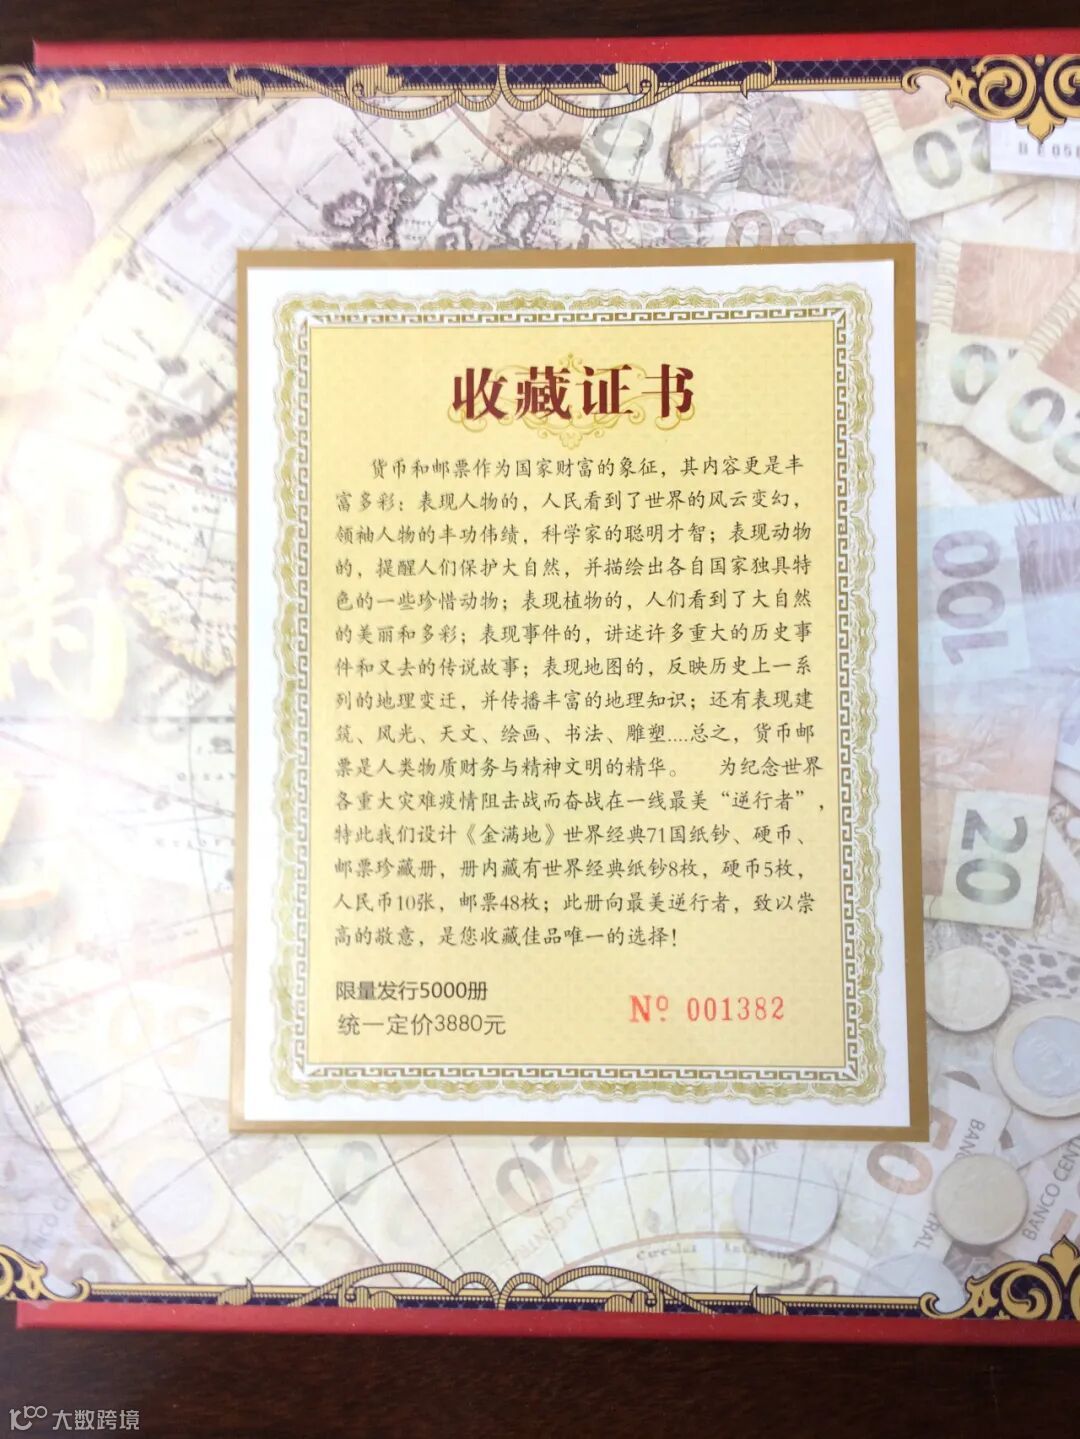 20
B E 058
50
收藏证书
货币和邮票作为国家财富的象征，其内容更是丰
富多彩；表现人物的，人民看到了世界的风云变幻，
领袖人物的丰功伟绩，科学家的聪明才智；表现动物
的，提醒人们保护大自然，并描绘出各自国家独具特
色的一些珍惜动物；表现植物的，人们看到了大自然
的美丽和多彩；表现事件的，讲述许多重大的历史事
件和又去的传说故事；表现地图的，反映历史上一系
列的地理变迁，并传播丰富的地理知识；还有表现建
筑、风光、天文、绘画、书法、雕塑....总之，货币邮
票是人类物质财务与精神文明的精华。 为纪念世界
各重大灾难疫情阻击战而奋战在一线最美“逆行者”，
特此我们设计《金满地》世界经典71国纸钞、硬币、
邮票珍藏册，册内藏有世界经典纸钞8枚，硬币5枚，
人民币10张，邮票48枚；此册向最美逆行者，致以崇
高的敬意，是您收藏佳品唯一的选择！
限量发行5000册
统一定价3880元
Nº 001382
100
20
50
20
BANCO CENT
Circular
大数跨境